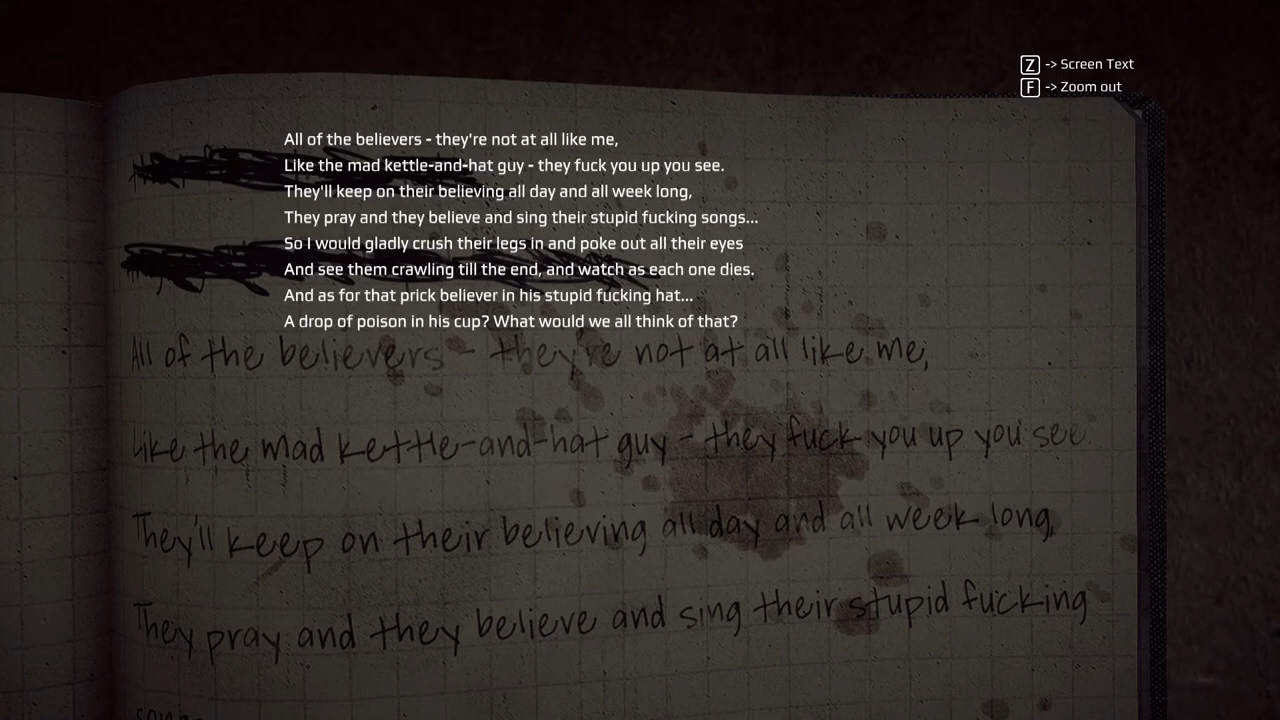 Z -> Screen Text
F -> Zoom out
All of the believers - they're not at all like me,
Like the mad kettle-and-hat guy - they fuck you up you see.
They'll keep on their believing all day and all week long,
They pray and they believe and sing their stupid fucking songs...
So I would gladly crush their legs in and poke out all their eyes
And see them crawling till the end, and watch as each one dies.
And as for that prick believer in his stupid fucking hat...
A drop of poison in his cup? What would we all think of that?
All of the believers - they're not at all like me,
Like the mad kettle-and-hat guy - they fuck you up you see.
They'll keep on their believing all day and all week long,
They pray and they believe and sing their stupid fucking